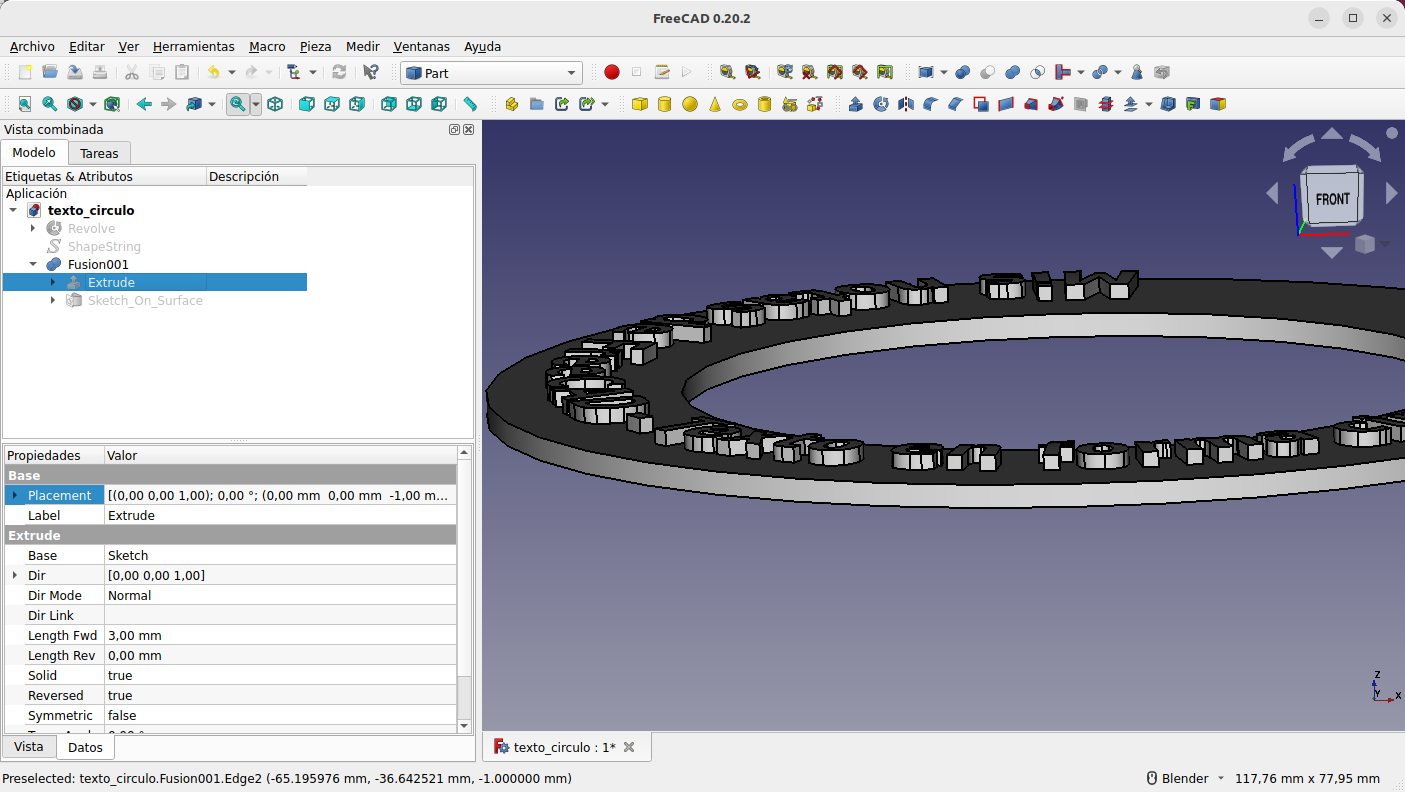 FreeCAD 0.20.2
Archivo Editar Ver Herramientas Macro Pieza Medir Ventanas Ayuda
Part
Vista combinada
Modelo Tareas
Etiquetas & Atributos Descripción
Aplicación
texto_circulo
Revolve
ShapeString
Fusion001
Extrude
Sketch_On_Surface
FRONT
Propiedades Valor
Base
Placement [(0,00 0,00 1,00); 0,00 °; (0,00 mm 0,00 mm -1,00 m...
Label Extrude
Extrude
Base Sketch
Dir [0,00 0,00 1,00]
Dir Mode Normal
Dir Link
Length Fwd 3,00 mm
Length Rev 0,00 mm
Solid true
Reversed true
Symmetric false
Z
Y X
Vista Datos
texto_circulo : 1*
Preselected: texto_circulo.Fusion001.Edge2 (-65.195976 mm, -36.642521 mm, -1.000000 mm)
Blender 117,76 mm x 77,95 mm